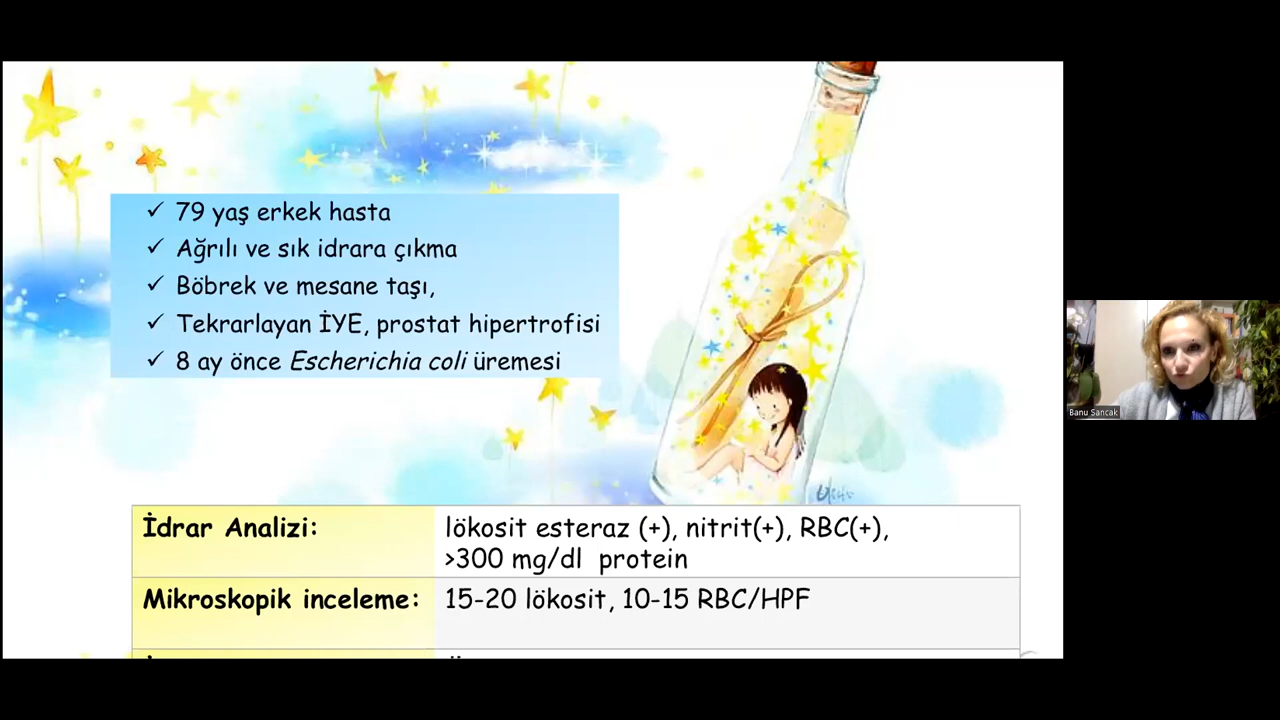 79 yaş erkek hasta
Ağrılı ve sık idrara çıkma
Böbrek ve mesane taşı,
Tekrarlayan İYE, prostat hipertrofisi
8 ay önce Escherichia coli üremesi
İdrar Analizi: lökosit esteraz (+), nitrit(+), RBC(+),
>300 mg/dl protein
Mikroskopik inceleme: 15-20 lökosit, 10-15 RBC/HPF
Banu Sancak